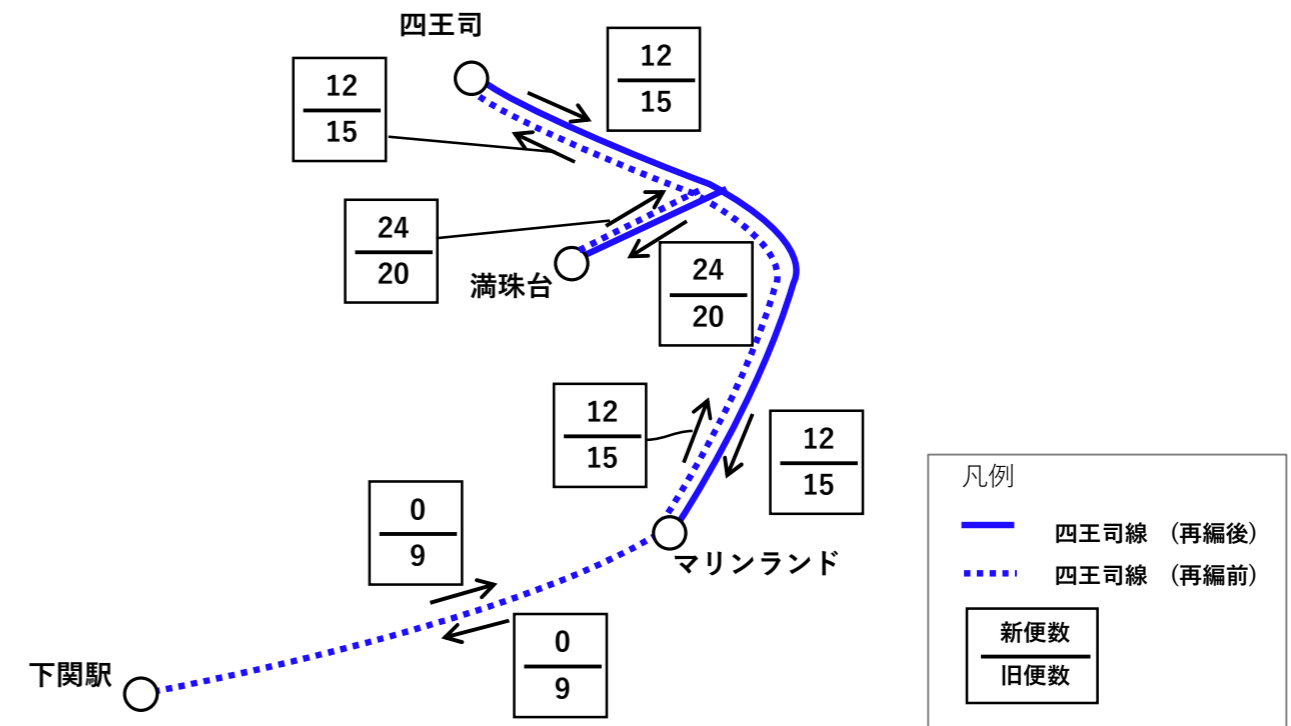 四王司
12
15
12
15
24
20
満珠台
24
20
12
15
12
15
0
9
マリンランド
0
9
下関駅
凡例
四王司線 (再編後)
四王司線 (再編前)
新便数
旧便数